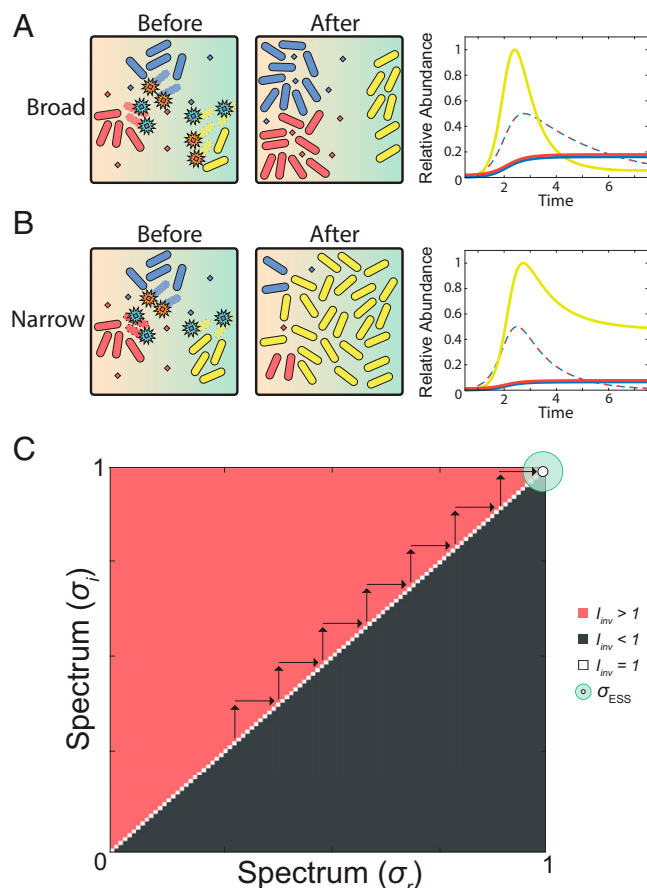 A
Before
After
Broad
Relative Abundance
1
0.8
0.6
0.4
0.2
0
2
4
6
Time
B
Before
After
Narrow
Relative Abundance
1
0.8
0.6
0.4
0.2
0
2
4
6
Time
C
1
Spectrum (σi)
0
Spectrum (σr)
1
Iinv > 1
Iinv < 1
Iinv = 1
σESS